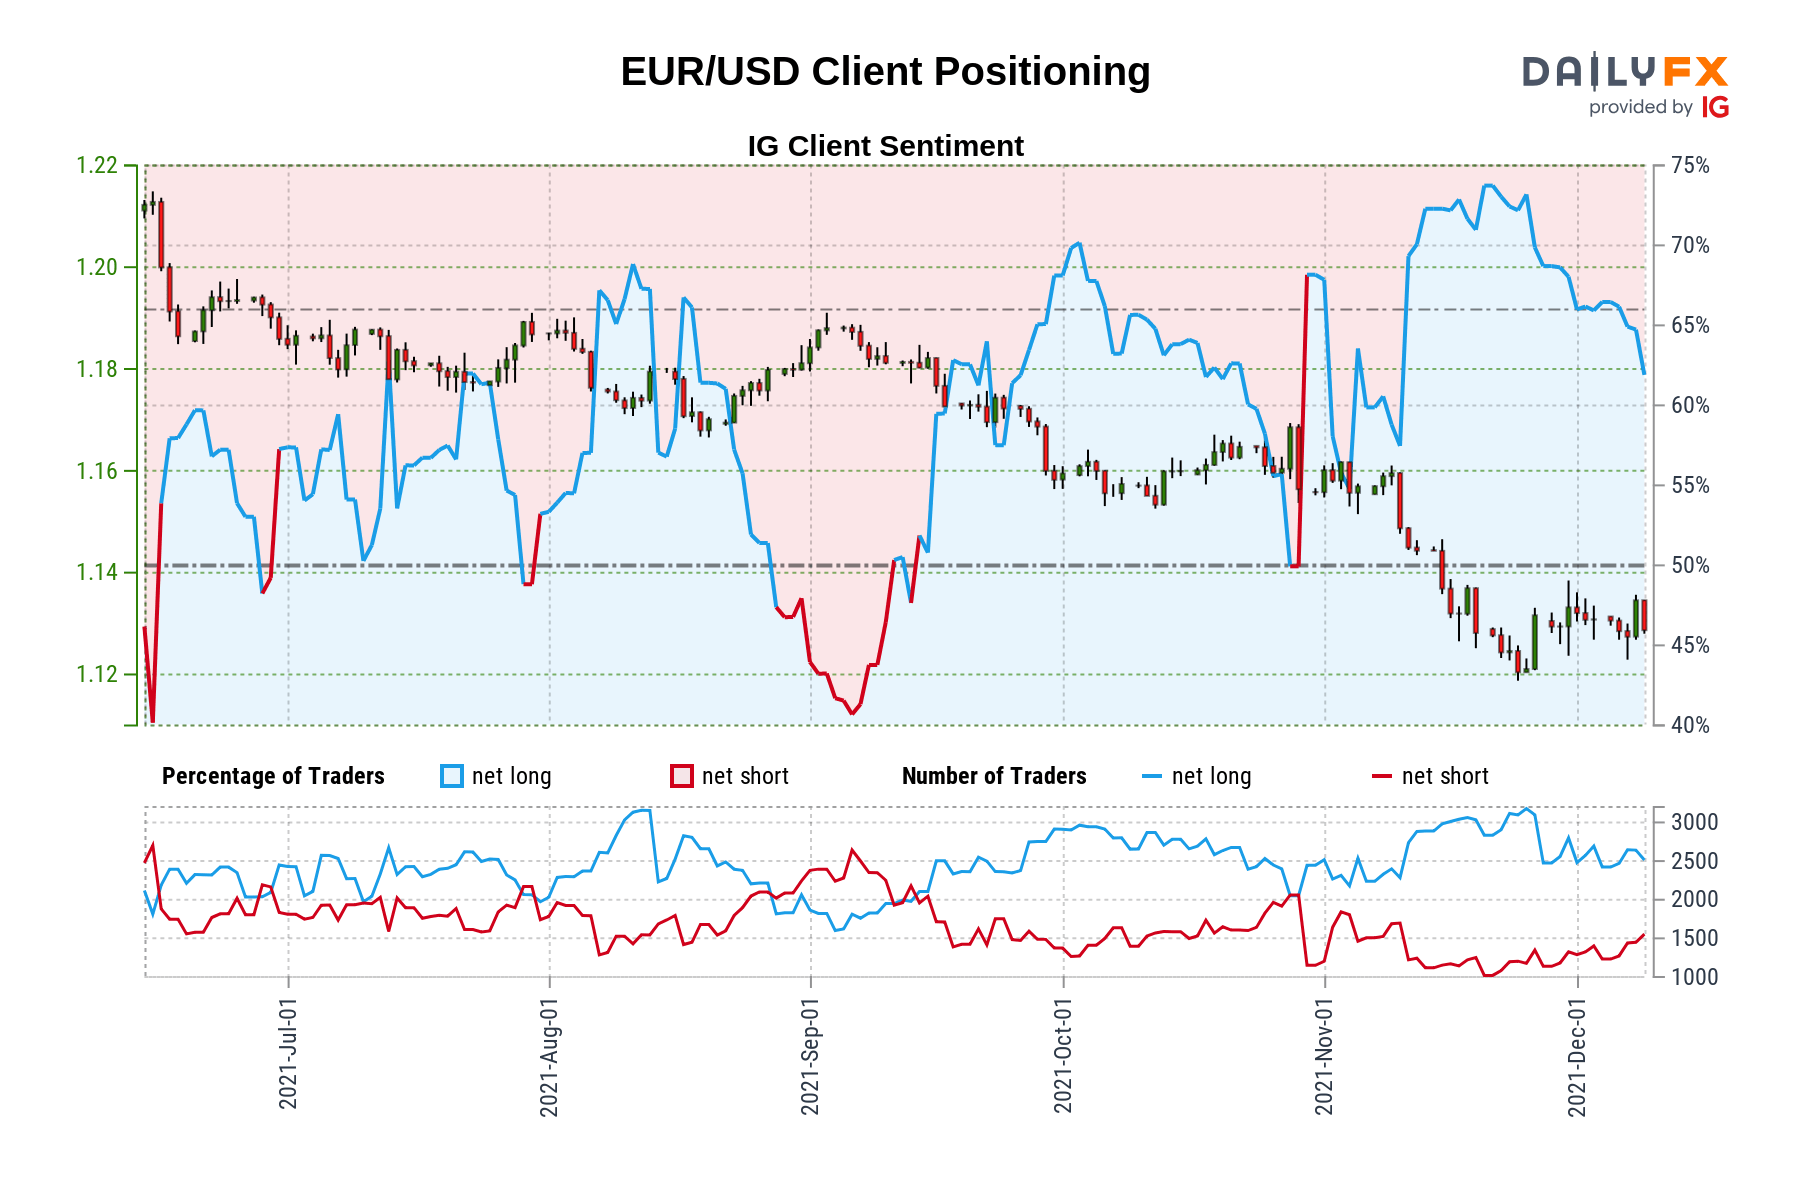 EUR/USD Client Positioning
DAILYFX
provided by IG
IG Client Sentiment
1.22
1.20
1.18
1.16
1.14
1.12
75%
70%
65%
60%
55%
50%
45%
40%
Percentage of Traders net long net short Number of Traders net long net short
3000
2500
2000
1500
1000
2021-Jul-01
2021-Aug-01
2021-Sep-01
2021-Oct-01
2021-Nov-01
2021-Dec-01